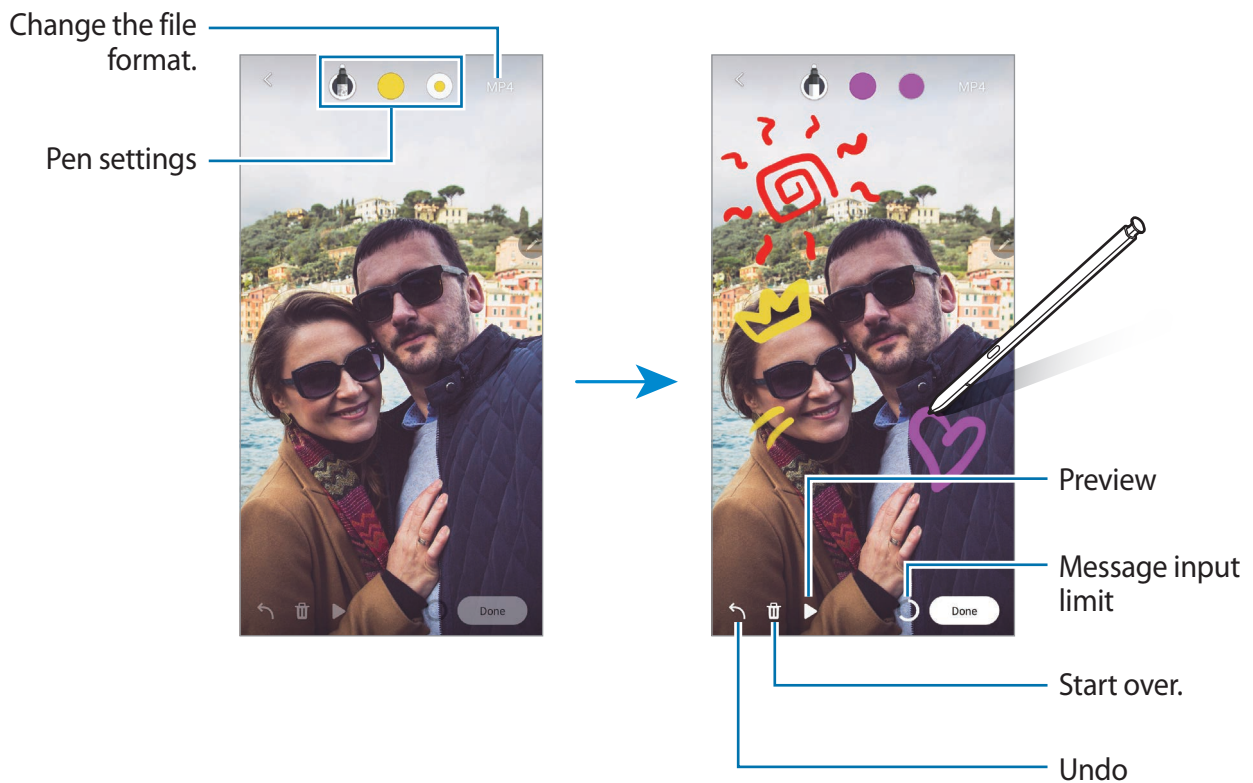 Change the file
format.
MP4
MP4
Pen settings
Preview
Message input
limit
Done
Done
Start over.
Undo